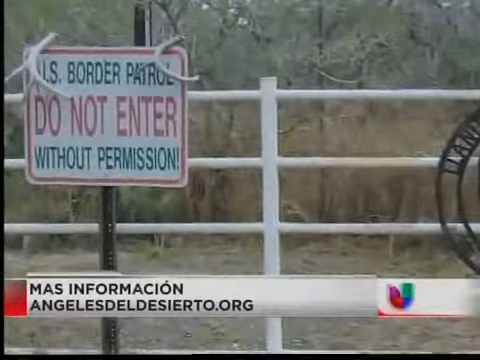 U.S. BORDER PATROL
DO NOT ENTER
WITHOUT PERMISSION!
MAS INFORMACIÓN
ANGELESDELDESIERTO.ORG